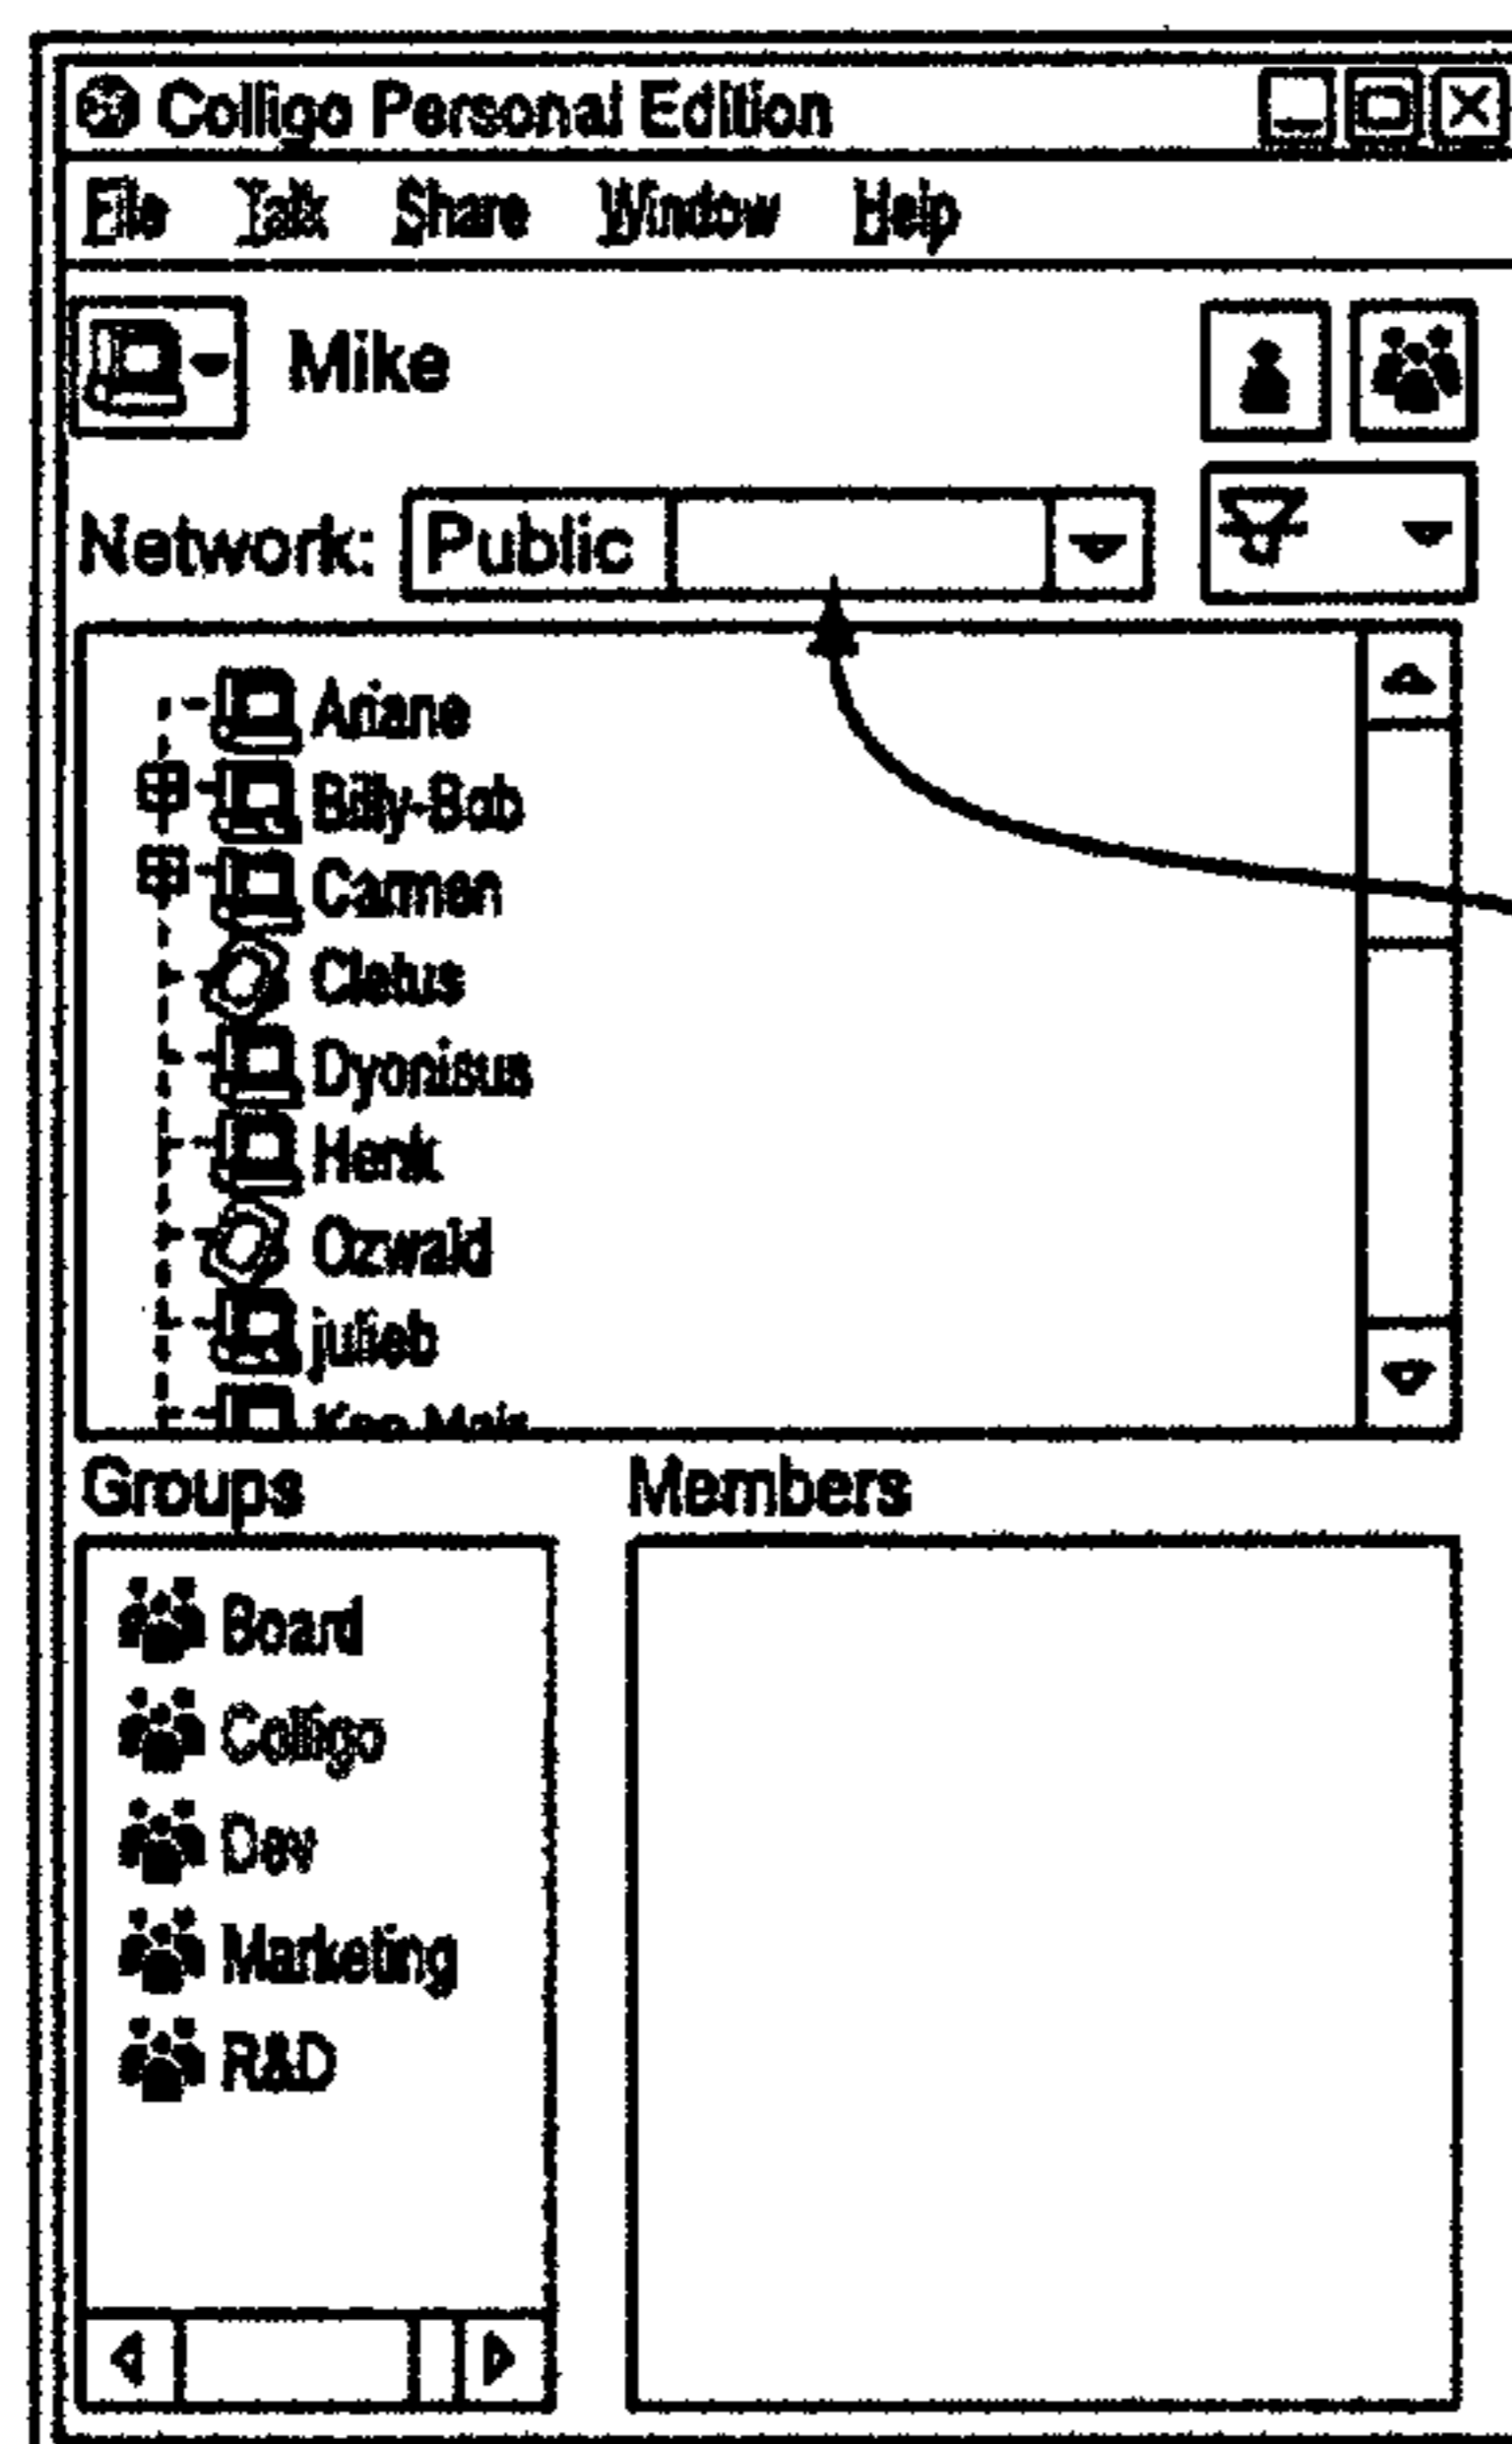 Colligo Personal Edition
File Talk Share Window Help
Mike
Network: Public
Ariane
Billy-Bob
Carmen
Cletus
Dyonisus
Henk
Ozwald
julieb
Groups Members
Board
Colligo
Dev
Marketing
R&D